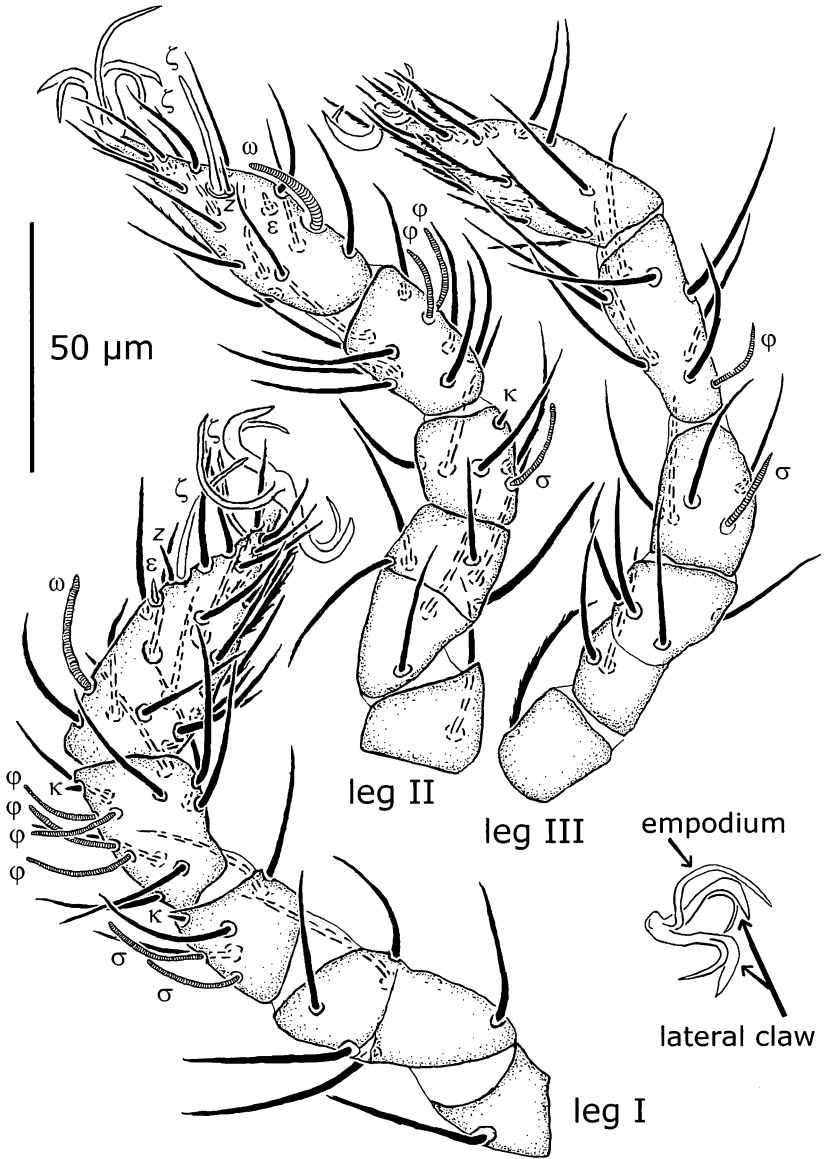 ζ
ζ
ω
z
ε
φ
φ
50 µm
φ
κ
σ
σ
ζ
ζ
z
ε
ω
leg II
leg III
κ
φ
φ
φ
φ
empodium
κ
σ
σ
lateral claw
leg I